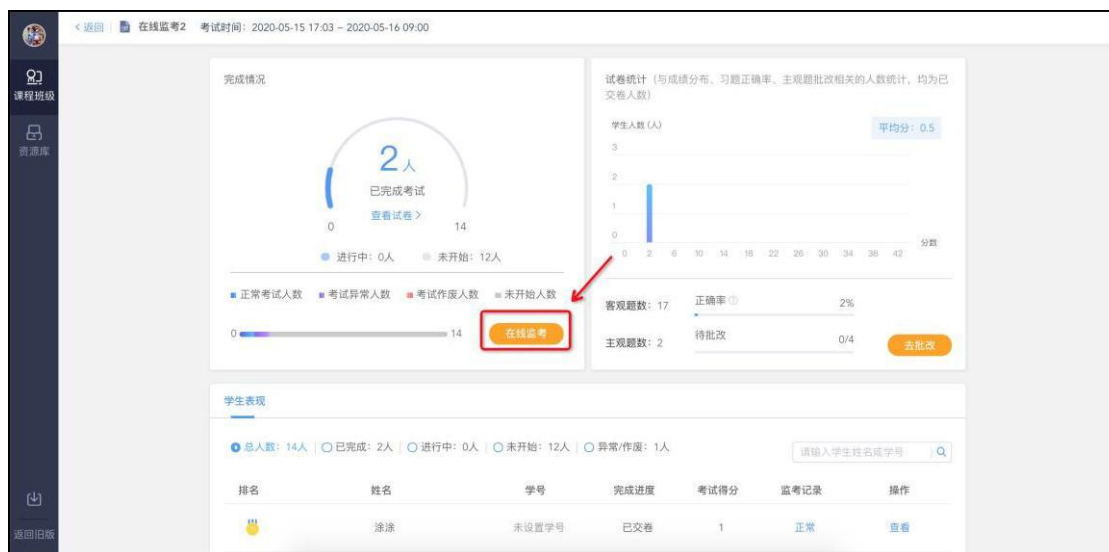 <返回 在线监考2 考试时间：2020-05-15 17:03 ~ 2020-05-16 09:00
课程班级
资源库
返回旧版
完成情况
2人
已完成考试
查看试卷>
0 14
进行中：0人 未开始：12人
正常考试人数 考试异常人数 考试作废人数 未开始人数
0 14 在线监考
试卷统计（与成绩分布、习题正确率、主观题批改相关的人数统计，均为已
交卷人数）
学生人数（人） 平均分：0.5
3
2
1
0
分数
0 2 6 10 14 18 22 26 30 34 38 42
客观题数：17 正确率 2%
主观题数：2 待批改 0/4 去批改
学生表现
总人数：14人 已完成：2人 进行中：0人 未开始：12人 异常/作废：1人 请输入学生姓名或学号
排名 姓名 学号 完成进度 考试得分 监考记录 操作
涂涂 未设置学号 已交卷 1 正常 查看